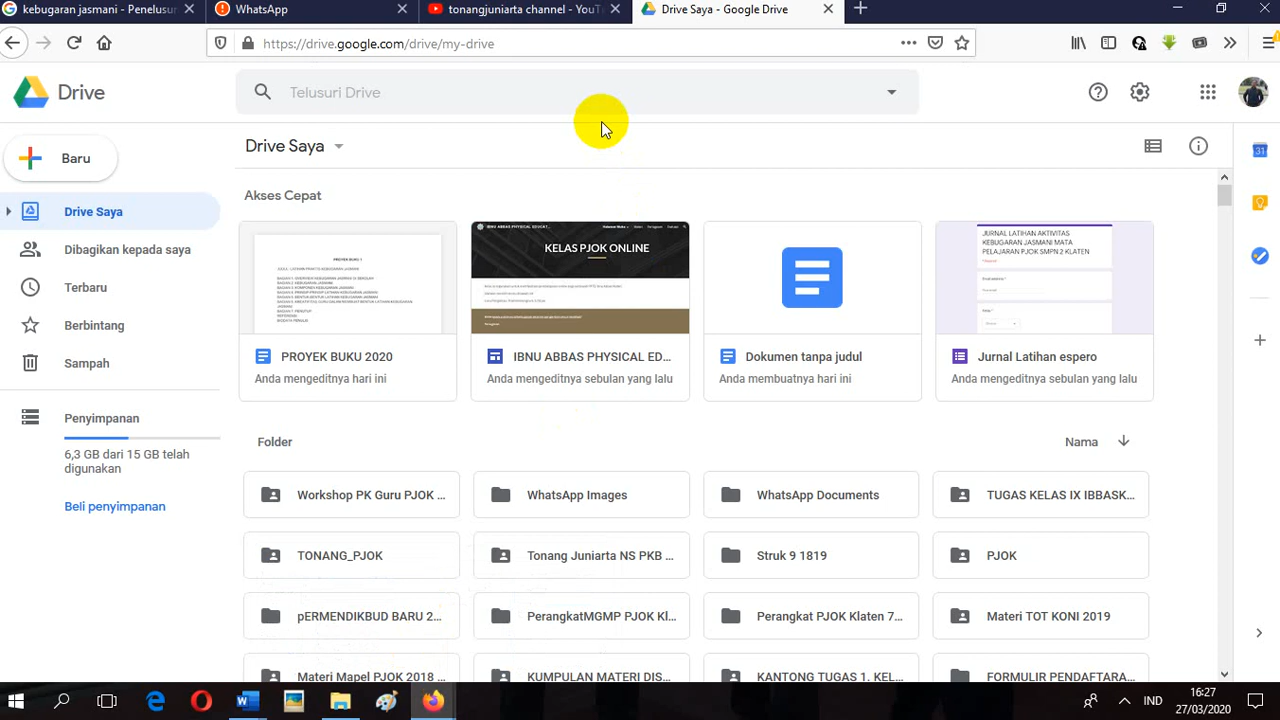 kebugaran jasmani - Penelusur
WhatsApp
tonangjuniarta channel - YouT
Drive Saya - Google Drive
https://drive.google.com/drive/my-drive
Drive
Telusuri Drive
Baru
Drive Saya
31
Akses Cepat
Drive Saya
Dibagikan kepada saya
Terbaru
Berbintang
Sampah
Penyimpanan
6,3 GB dari 15 GB telah
digunakan
Beli penyimpanan
PROYEK BUKU 1
KELAS PJOK ONLINE
JURNAL LATIHAN AKTIVITAS
KEBUGARAN JASMANI MATA
PELAJARAN PJOK SMPN 2 KLATEN
PROYEK BUKU 2020
Anda mengeditnya hari ini
IBNU ABBAS PHYSICAL ED...
Anda mengeditnya sebulan yang lalu
Dokumen tanpa judul
Anda membuatnya hari ini
Jurnal Latihan espero
Anda mengeditnya sebulan yang lalu
Folder
Nama
Workshop PK Guru PJOK ...
WhatsApp Images
WhatsApp Documents
TUGAS KELAS IX IBBASK...
TONANG_PJOK
Tonang Juniarta NS PKB ...
Struk 9 1819
PJOK
pERMENDIKBUD BARU 2...
PerangkatMGMP PJOK Kl...
Perangkat PJOK Klaten 7...
Materi TOT KONI 2019
Materi Mapel PJOK 2018 ...
KUMPULAN MATERI DIS...
KANTONG TUGAS 1. KEL...
FORMULIR PENDAFTARA...
IND
16:27
27/03/2020